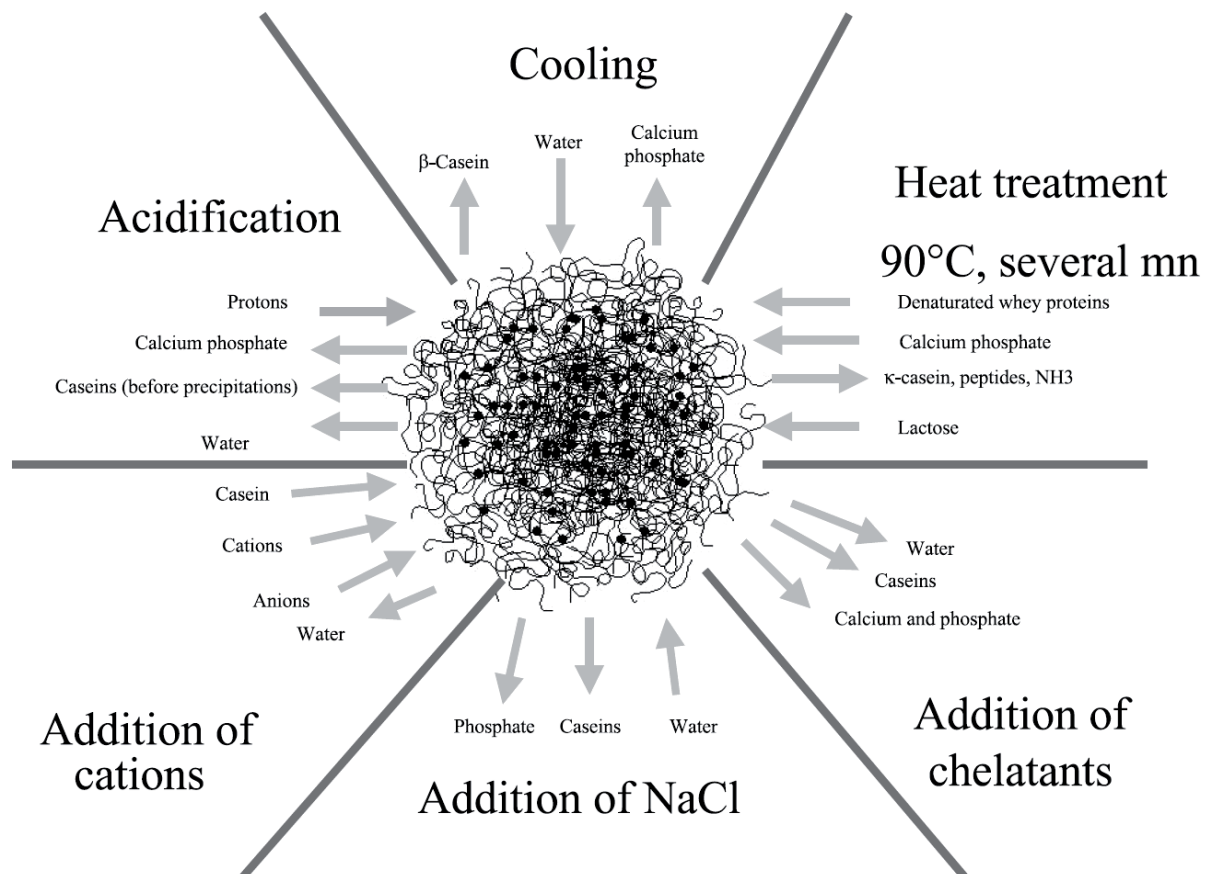 Cooling
β-Casein
Water
Calcium
phosphate
Heat treatment
90°C, several mn
Denaturated whey proteins
Calcium phosphate
κ-casein, peptides, NH3
Lactose
Acidification
Protons
Calcium phosphate
Caseins (before precipitations)
Water
Casein
Cations
Anions
Water
Addition of
cations
Phosphate
Caseins
Water
Addition of NaCl
Water
Caseins
Calcium and phosphate
Addition of
chelatants